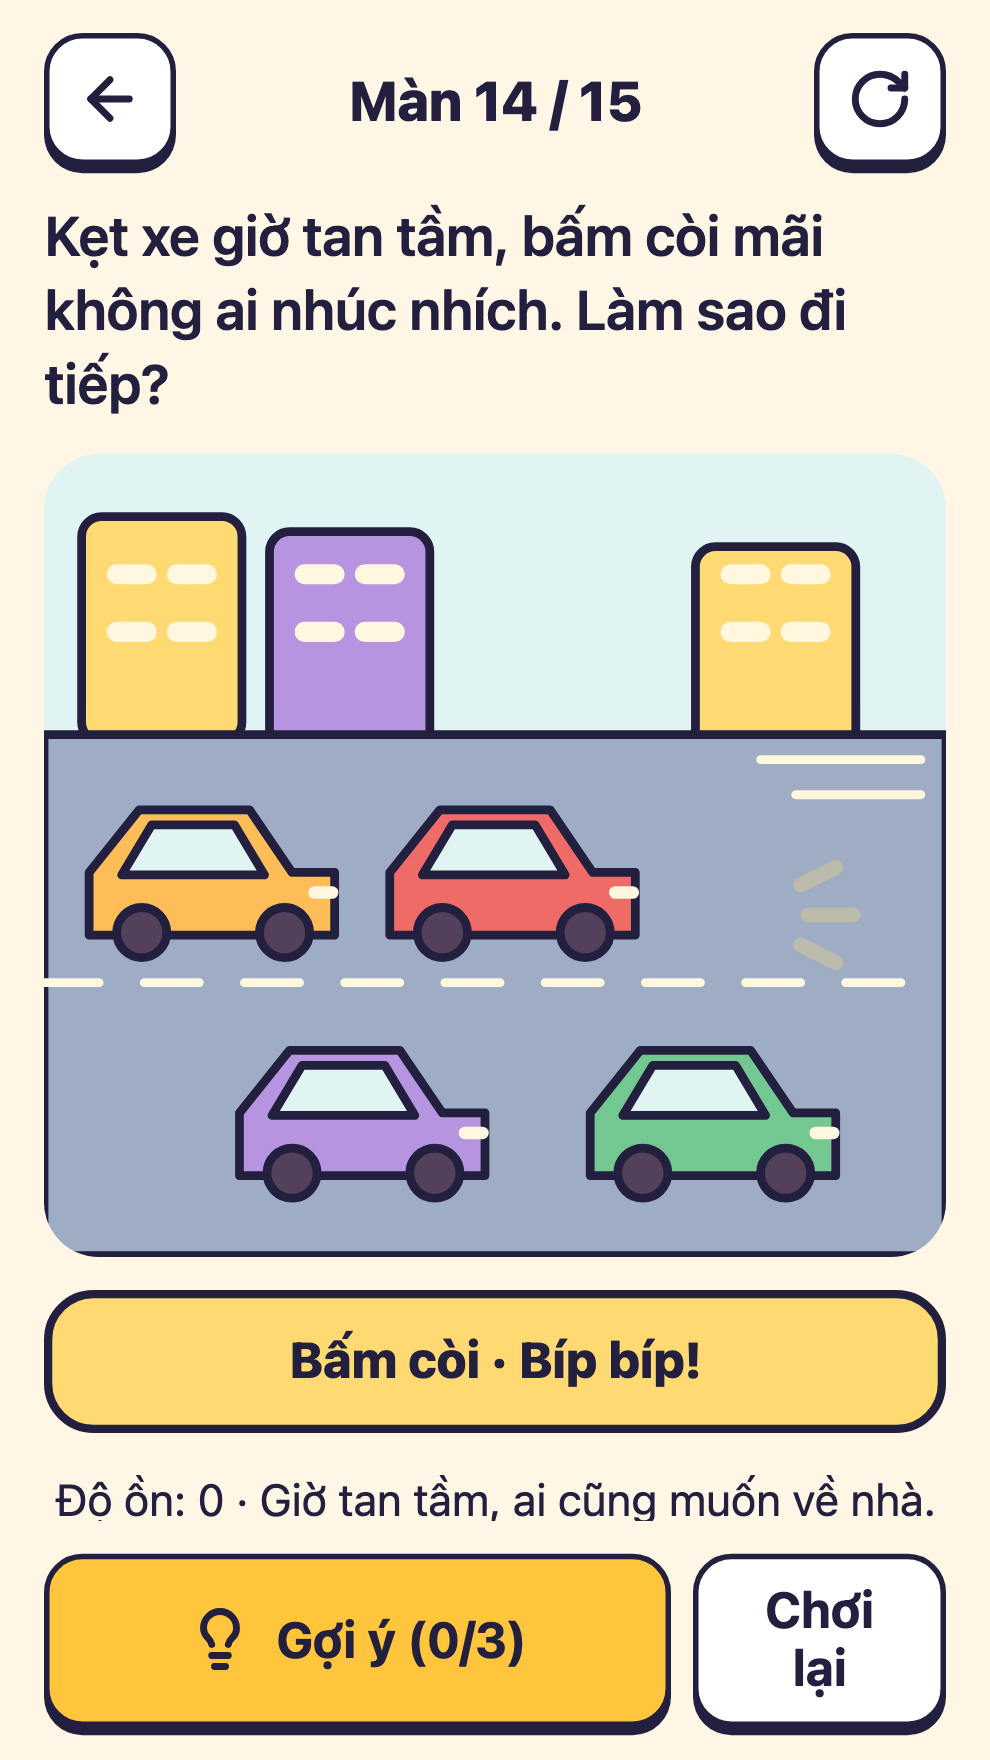 Màn 14 / 15
Kẹt xe giờ tan tầm, bấm còi mãi
không ai nhúc nhích. Làm sao đi
tiếp?
Bấm còi · Bíp bíp!
Độ ồn: 0 · Giờ tan tầm, ai cũng muốn về nhà.
Gợi ý (0/3)
Chơi
lại